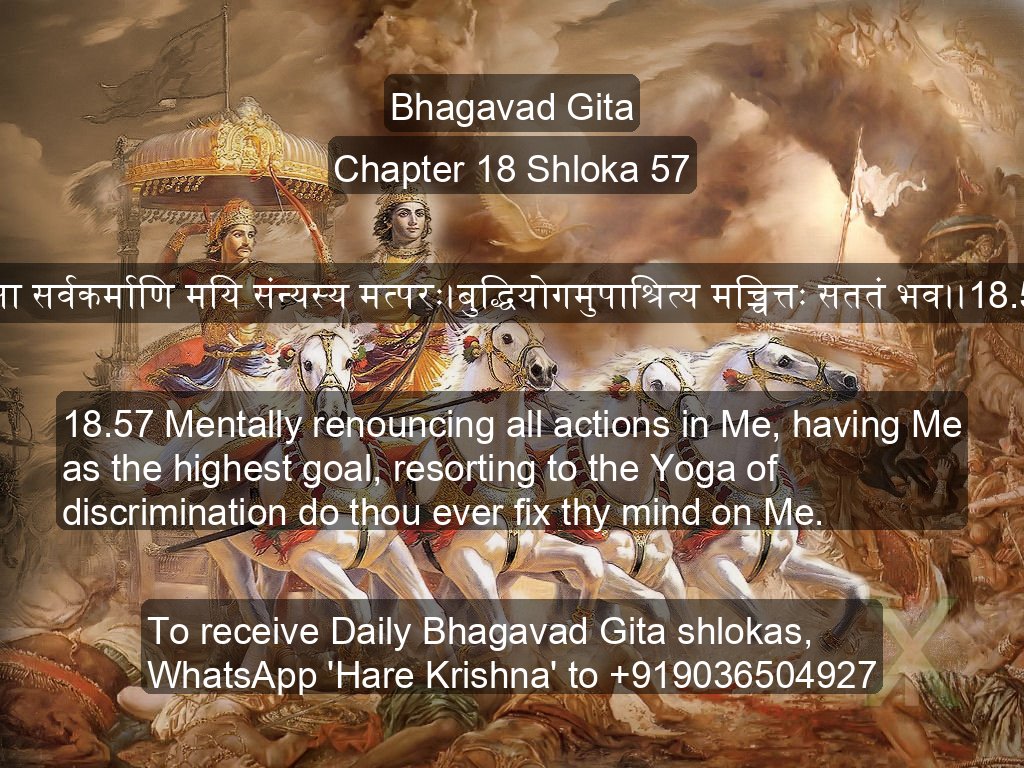 Bhagavad Gita
Chapter 18 Shloka 57
सर्वकर्माणि मयि संन्यस्य मत्परः।बुद्धियोगमुपाश्रित्य मच्चित्तः सततं भव।।18.
18.57 Mentally renouncing all actions in Me, having Me
as the highest goal, resorting to the Yoga of
discrimination do thou ever fix thy mind on Me.
To receive Daily Bhagavad Gita shlokas,
WhatsApp 'Hare Krishna' to +919036504927